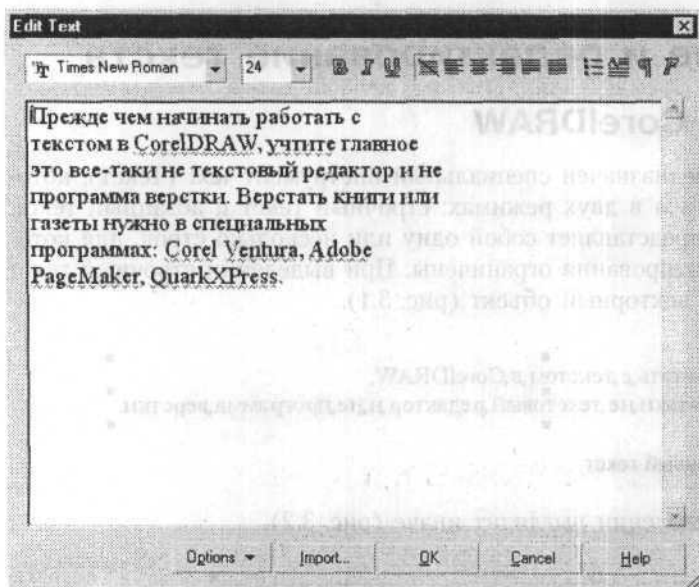 Edit Text
Times New Roman 24
Прежде чем начинать работать с
текстом в CorelDRAW, учтите главное
это все-таки не текстовый редактор и не
программа верстки. Верстать книги или
газеты нужно в специальных
программах: Corel Ventura, Adobe
PageMaker, QuarkXPress.
Options Import... OK Cancel Help